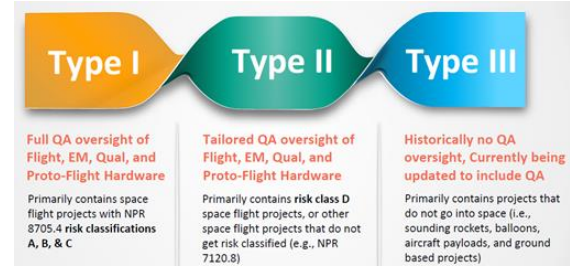 Type I
Type II
Type III
Full QA oversight of
Flight, EM, Qual, and
Proto-Flight Hardware
Primarily contains space
flight projects with NPR
8705.4 risk classifications
A, B, & C
Tailored QA oversight of
Flight, EM, Qual, and
Proto-Flight Hardware
Primarily contains risk class D
space flight projects, or other
space flight projects that do not
get risk classified (e.g., NPR
7120.8)
Historically no QA
oversight, Currently being
updated to include QA
Primarily contains projects that
do not go into space (i.e.,
sounding rockets, balloons,
aircraft payloads, and ground
based projects)